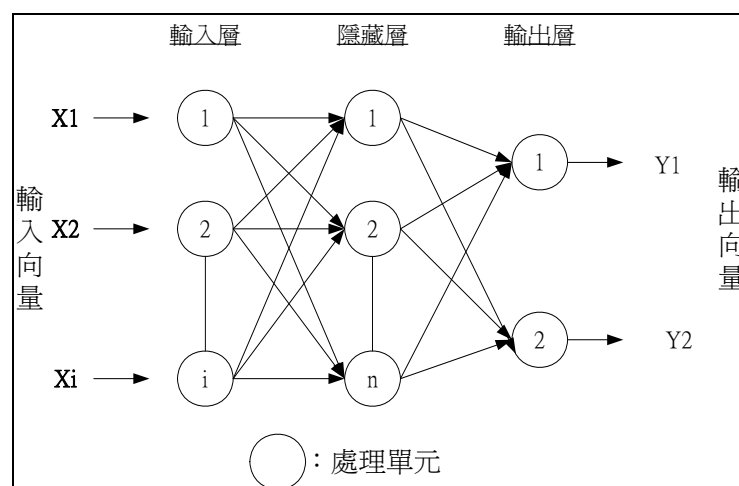 輸入層 隱藏層 輸出層
X1 1 1
1 Y1
輸入向量
X2 2 2
輸出向量
2 Y2
Xi i n
：處理單元